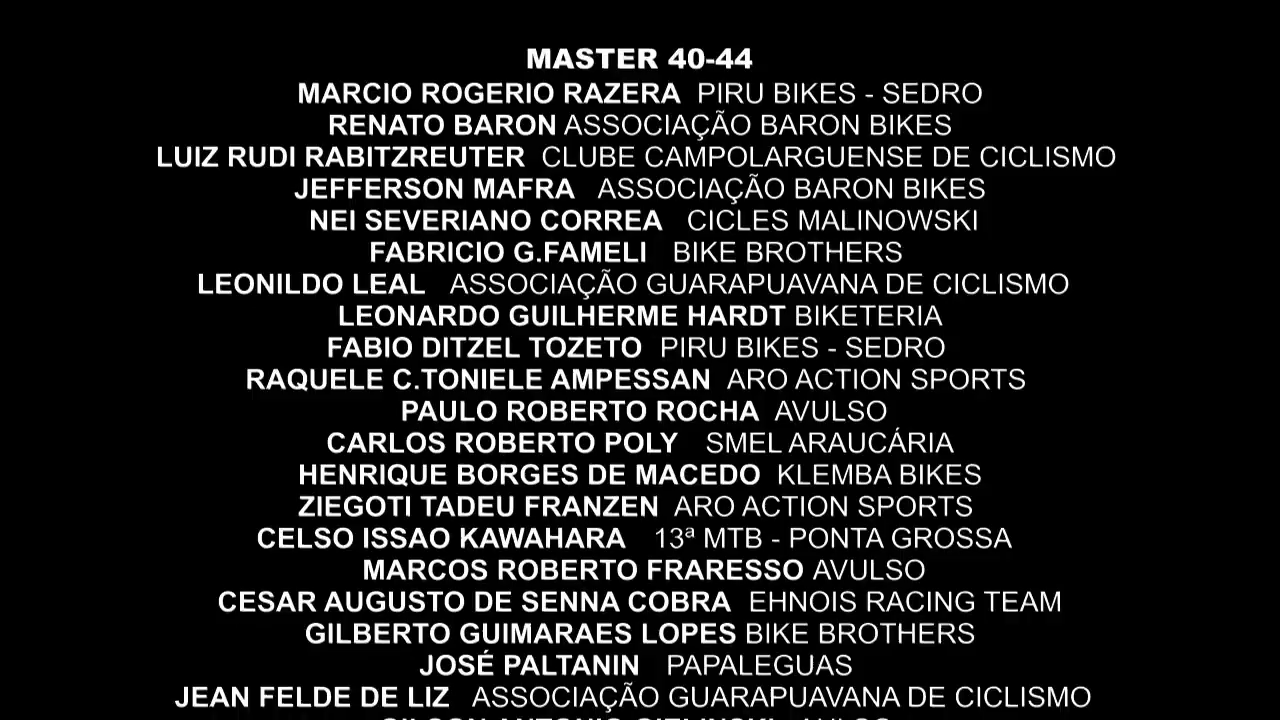 MASTER 40-44
MARCIO ROGERIO RAZERA PIRU BIKES - SEDRO
RENATO BARON ASSOCIAÇÃO BARON BIKES
LUIZ RUDI RABITZREUTER CLUBE CAMPOLARGUENSE DE CICLISMO
JEFFERSON MAFRA ASSOCIAÇÃO BARON BIKES
NEI SEVERIANO CORREA CICLES MALINOWSKI
FABRICIO G.FAMELI BIKE BROTHERS
LEONILDO LEAL ASSOCIAÇÃO GUARAPUAVANA DE CICLISMO
LEONARDO GUILHERME HARDT BIKETERIA
FABIO DITZEL TOZETO PIRU BIKES - SEDRO
RAQUELE C.TONIELE AMPESSAN ARO ACTION SPORTS
PAULO ROBERTO ROCHA AVULSO
CARLOS ROBERTO POLY SMEL ARAUCÁRIA
HENRIQUE BORGES DE MACEDO KLEMBA BIKES
ZIEGOTI TADEU FRANZEN ARO ACTION SPORTS
CELSO ISSAO KAWAHARA 13ª MTB - PONTA GROSSA
MARCOS ROBERTO FRARESSO AVULSO
CESAR AUGUSTO DE SENNA COBRA EHNOIS RACING TEAM
GILBERTO GUIMARAES LOPES BIKE BROTHERS
JOSÉ PALTANIN PAPALEGUAS
JEAN FELDE DE LIZ ASSOCIAÇÃO GUARAPUAVANA DE CICLISMO